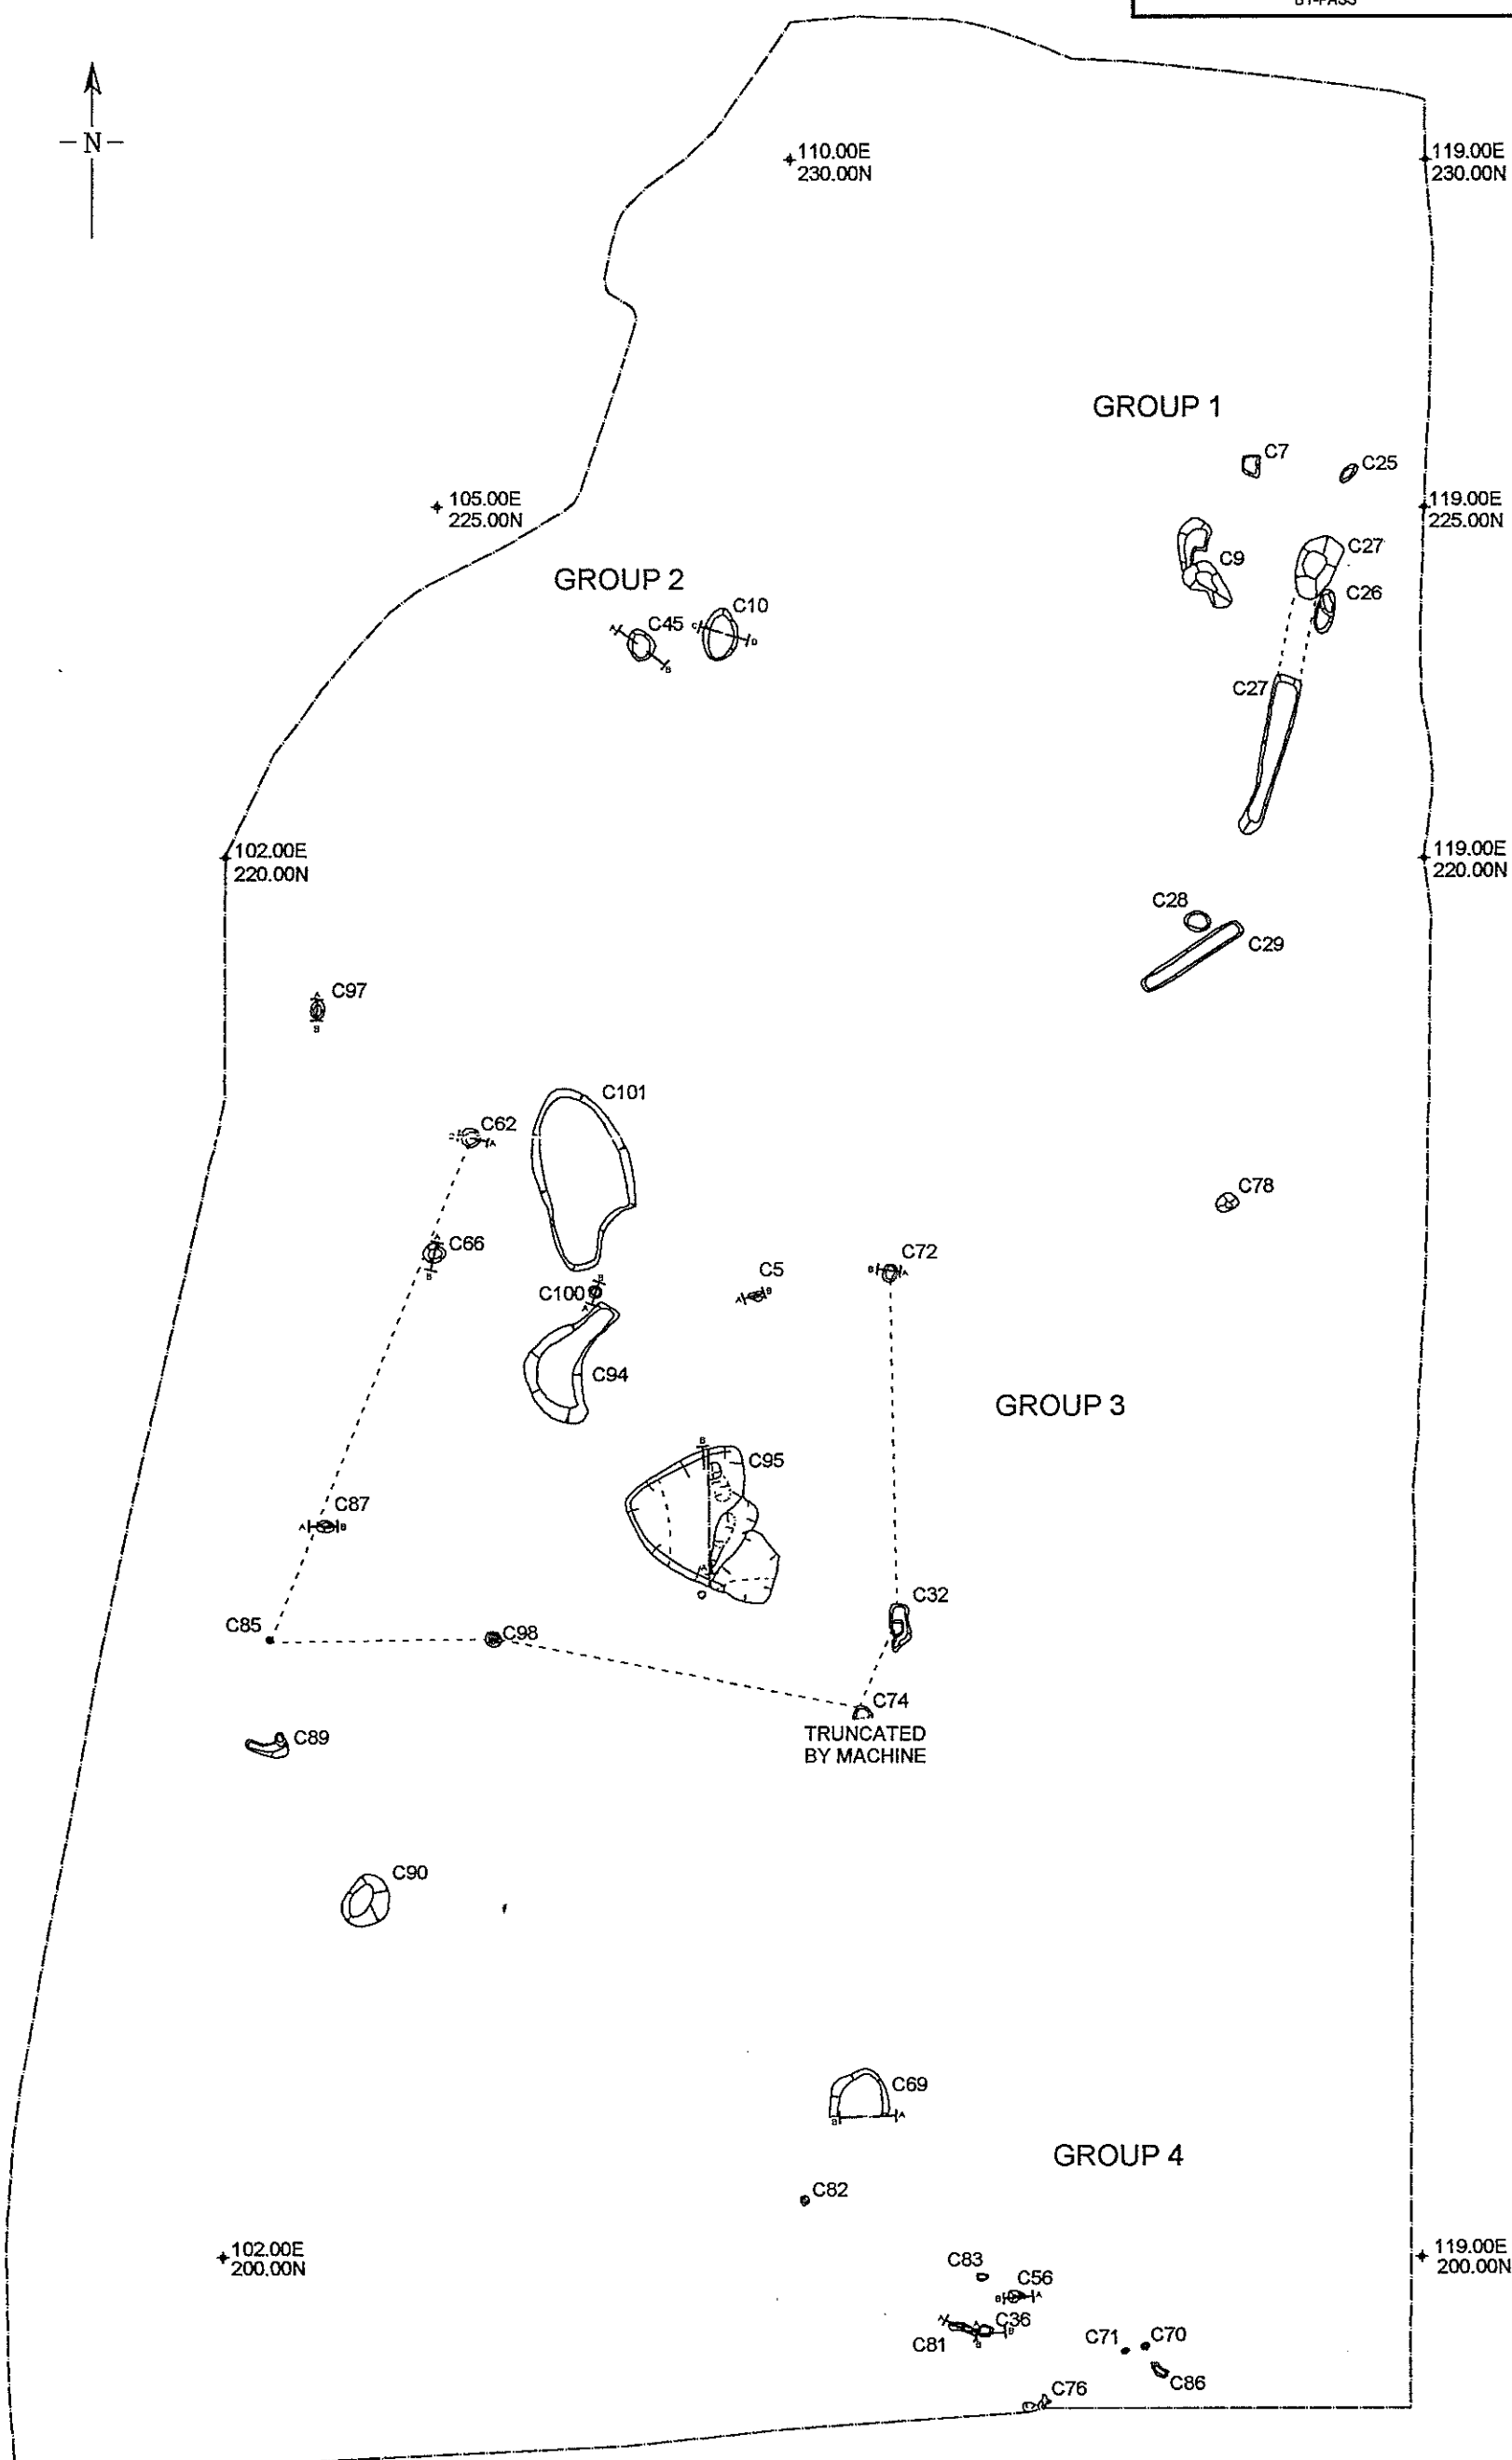 BY-PASS
-N-
110.00E
230.00N
119.00E
230.00N
GROUP 1
C7
C25
105.00E
225.00N
119.00E
225.00N
C9
C27
GROUP 2
C26
C10
C45
A
B
C
D
C27
102.00E
220.00N
119.00E
220.00N
C28
C29
C97
A
B
C101
C62
A
C78
C66
A
B
C72
B
A
C5
A
B
C100
B
A
C94
GROUP 3
C95
B
A
C87
A
B
C32
C85
C98
C74
TRUNCATED
BY MACHINE
C89
C90
C69
B
A
GROUP 4
C82
102.00E
200.00N
119.00E
200.00N
C83
C56
B
A
C36
A
B
C81
A
B
C71
C70
C86
C76